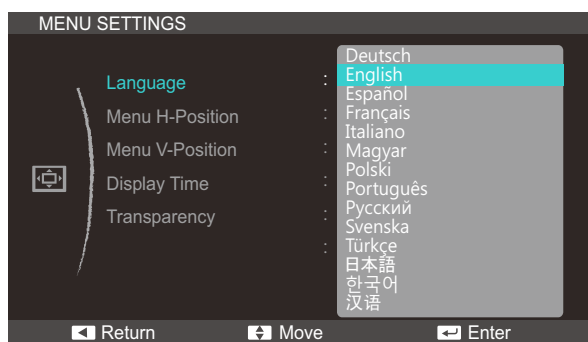 MENU SETTINGS
Language :
Menu H-Position :
Menu V-Position :
Display Time :
Transparency :
:
Deutsch
English
Español
Français
Italiano
Magyar
Polski
Português
Русский
Svenska
Türkçe
日本語
한국어
汉语
Return Move Enter